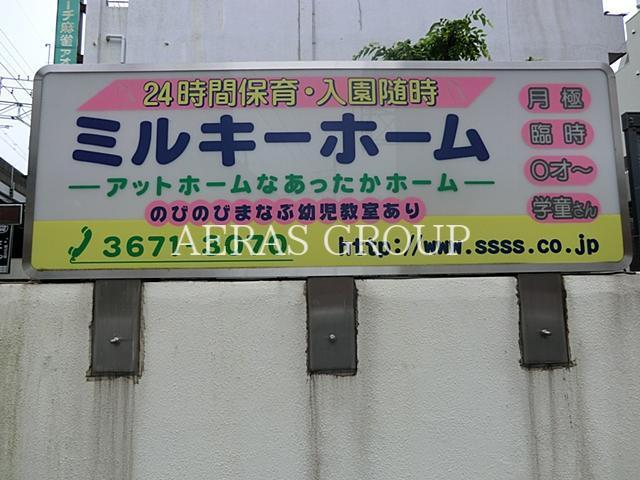 24時間保育・入園随時
ミルキーホーム
ーアットホームなあったかホームー
のびのびまなぶ幼児教室あり
3671-3070
http://www.ssss.co.jp
月極
臨時
0才～
学童さん
AERAS GROUP